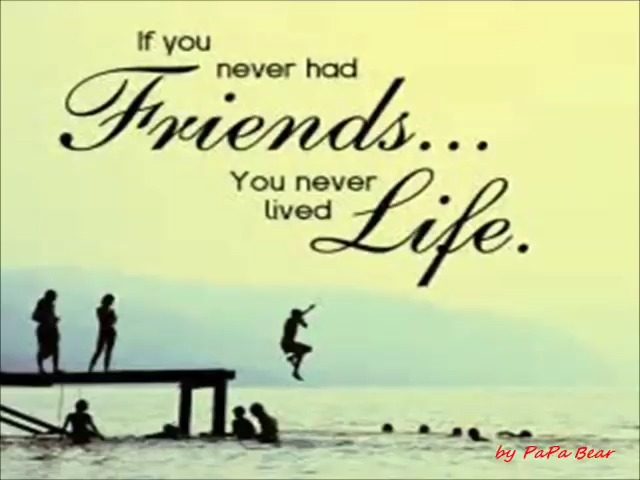 If you
never had
Friends...
You never
lived
Life.
by PaPa Bear